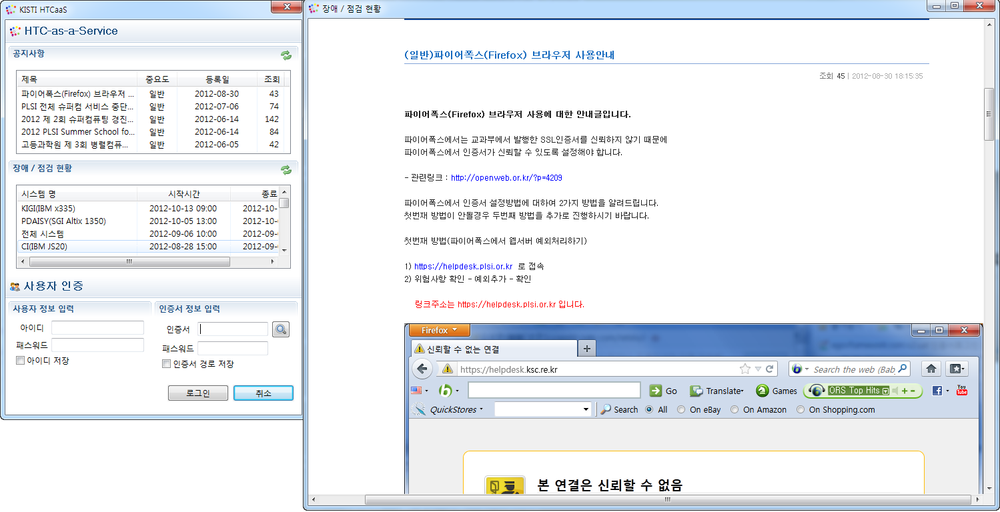 KISTI HTCaaS
HTC-as-a-Service
공지사항
제목 중요도 등록일 조회
파이어폭스(Firefox) 브라우저 ... 일반 2012-08-30 43
PLSI 전체 슈퍼컴 서비스 중단... 일반 2012-07-06 74
2012 제 2회 슈퍼컴퓨팅 경진... 일반 2012-06-14 142
2012 PLSI Summer School fo... 일반 2012-06-14 84
고등과학원 제 3회 병렬컴퓨... 일반 2012-06-05 42
장애 / 점검 현황
시스템 명 시작시간 종료
KIGI(IBM x335) 2012-10-13 09:00 2012-10-
PDAISY(SGI Altix 1350) 2012-10-05 13:00 2012-10-
전체 시스템 2012-09-06 10:00 2012-09-
CI(IBM JS20) 2012-08-28 15:00 2012-09-
사용자 인증
사용자 정보 입력
아이디
패스워드
아이디 저장
인증서 정보 입력
인증서
패스워드
인증서 경로 저장
로그인 취소
장애 / 점검 현황
(일반)파이어폭스(Firefox) 브라우저 사용안내
조회 45 | 2012-08-30 18:15:35
파이어폭스(Firefox) 브라우저 사용에 대한 안내글입니다.
파이어폭스에서는 교과부에서 발행한 SSL인증서를 신뢰하지 않기 때문에
파이어폭스에서 인증서가 신뢰할 수 있도록 설정해야 합니다.
- 관련링크 : http://openweb.or.kr/?p=4209
파이어폭스에서 인증서 설정방법에 대하여 2가지 방법을 알려드립니다.
첫번재 방법이 안될경우 두번째 방법을 추가로 진행하시기 바랍니다.
첫번재 방법(파이어폭스에서 웹서버 예외처리하기)
1) https://helpdesk.plsi.or.kr 로 접속
2) 위험사항 확인 - 예외추가 - 확인
링크주소는 https://helpdesk.plsi.or.kr 입니다.
Firefox
신뢰할 수 없는 연결
https://helpdesk.ksc.re.kr
Search the web (Bab
Go Translate Games ORS Top Hits You Tube
QuickStores Search All On eBay On Amazon On Shopping.com
본 연결은 신뢰할 수 없음